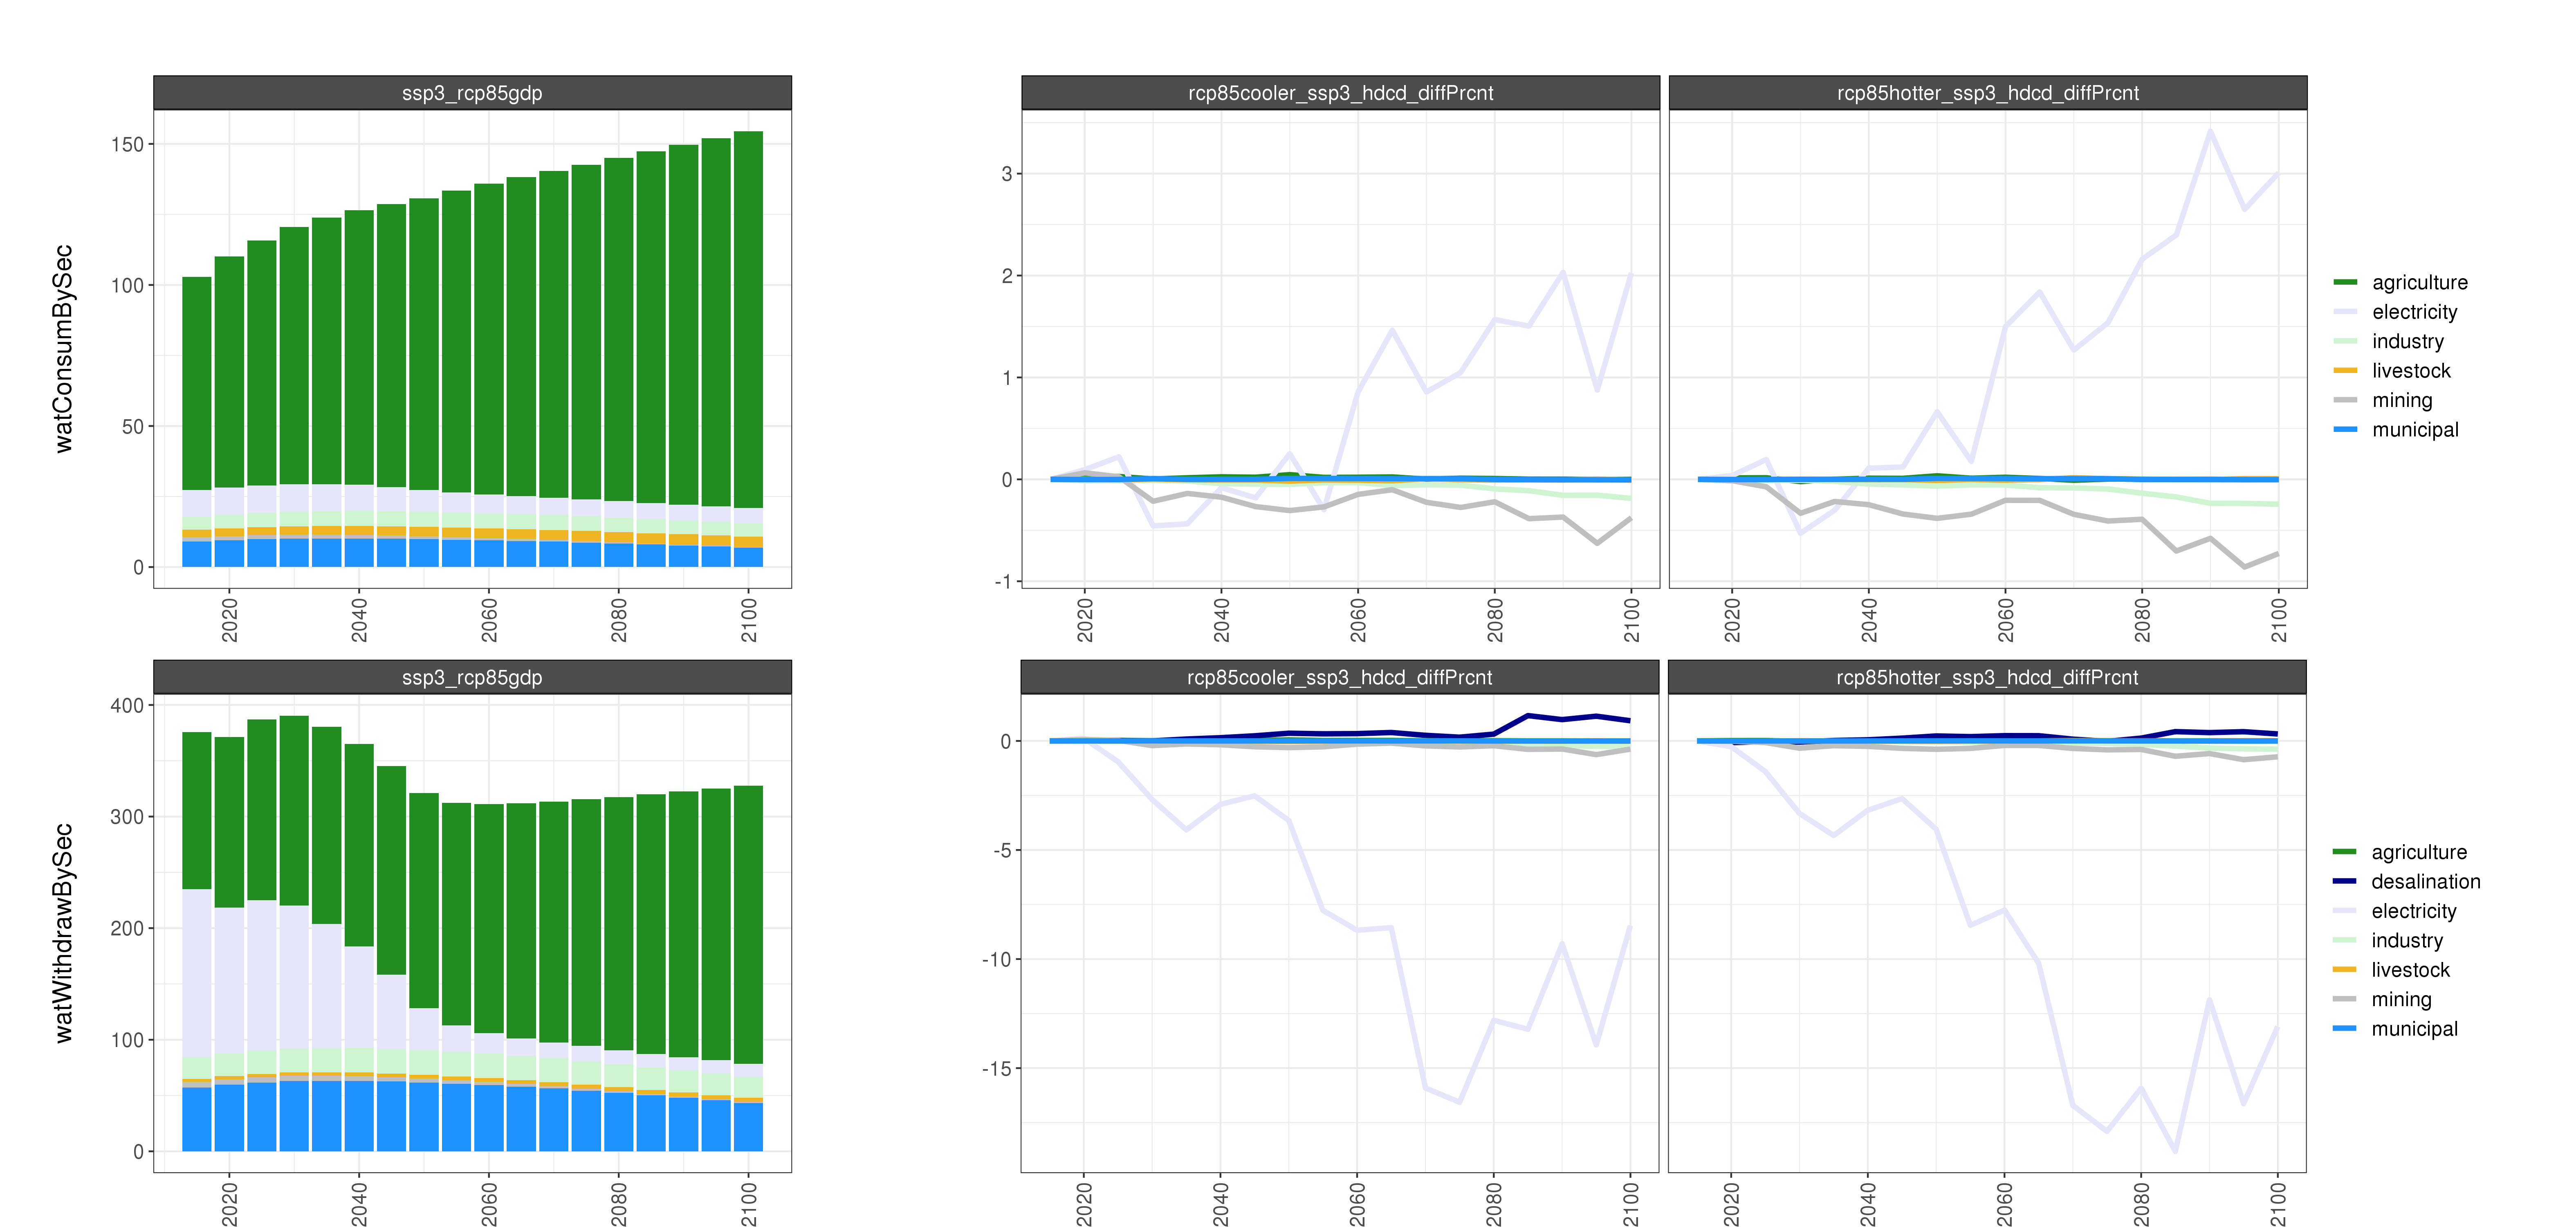 ssp3_rcp85gdp
rcp85cooler_ssp3_hdcd_diffPrcnt
rcp85hotter_ssp3_hdcd_diffPrcnt
watConsumBySec
150
100
50
0
2020
2040
2060
2080
2100
3
2
1
0
-1
2020
2040
2060
2080
2100
2020
2040
2060
2080
2100
agriculture
electricity
industry
livestock
mining
municipal
ssp3_rcp85gdp
rcp85cooler_ssp3_hdcd_diffPrcnt
rcp85hotter_ssp3_hdcd_diffPrcnt
watWithdrawBySec
400
300
200
100
0
2020
2040
2060
2080
2100
0
-5
-10
-15
2020
2040
2060
2080
2100
2020
2040
2060
2080
2100
agriculture
desalination
electricity
industry
livestock
mining
municipal